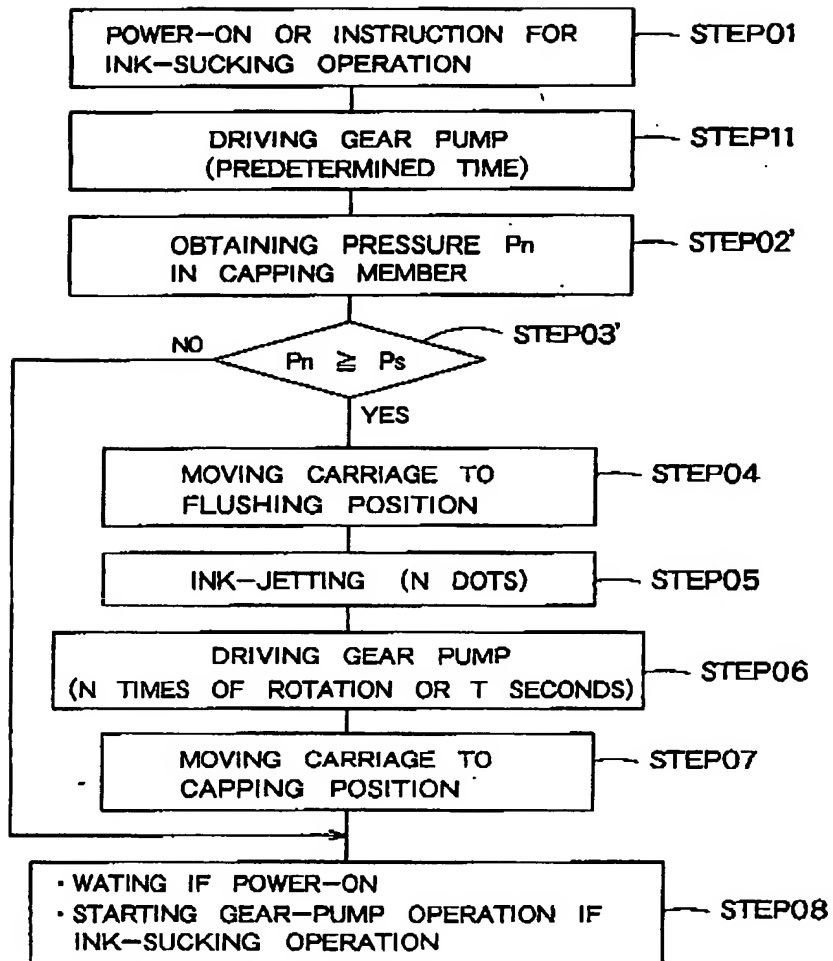 POWER-ON OR INSTRUCTION FOR
INK-SUCKING OPERATION
STEP01
DRIVING GEAR PUMP
(PREDETERMINED TIME)
STEP11
OBTAINING PRESSURE Pn
IN CAPPING MEMBER
STEP02'
STEP03'
NO
Pn ≧ Ps
YES
MOVING CARRIAGE TO
FLUSHING POSITION
STEP04
INK-JETTING (N DOTS)
STEP05
DRIVING GEAR PUMP
(N TIMES OF ROTATION OR T SECONDS)
STEP06
MOVING CARRIAGE TO
CAPPING POSITION
STEP07
・WATING IF POWER-ON
・STARTING GEAR-PUMP OPERATION IF
INK-SUCKING OPERATION
STEP08